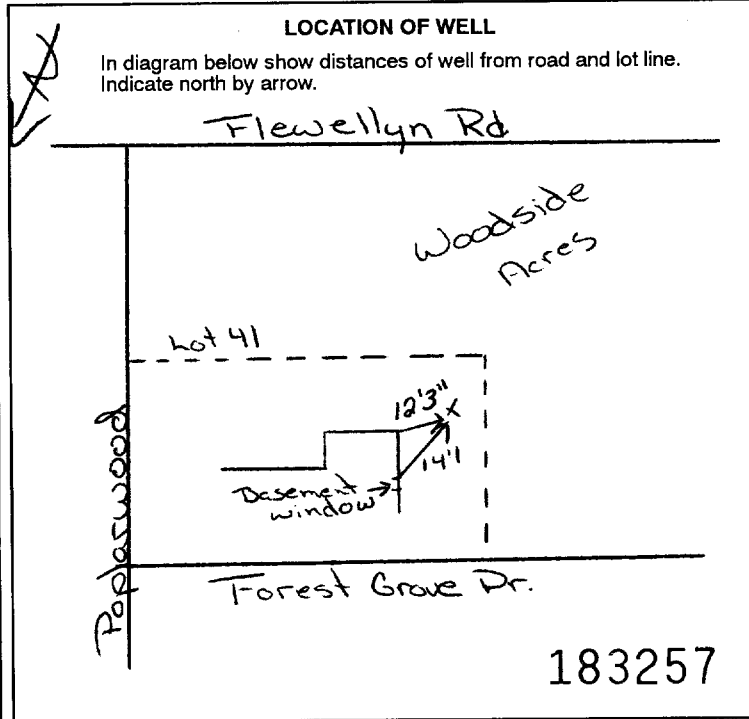 LOCATION OF WELL
In diagram below show distances of well from road and lot line.
Indicate north by arrow.
N
Flewellyn Rd
Woodside
Acres
Lot 41
12'3"
X
14'1
Basement
window
Poplarwood
Forest Grove Dr.
183257